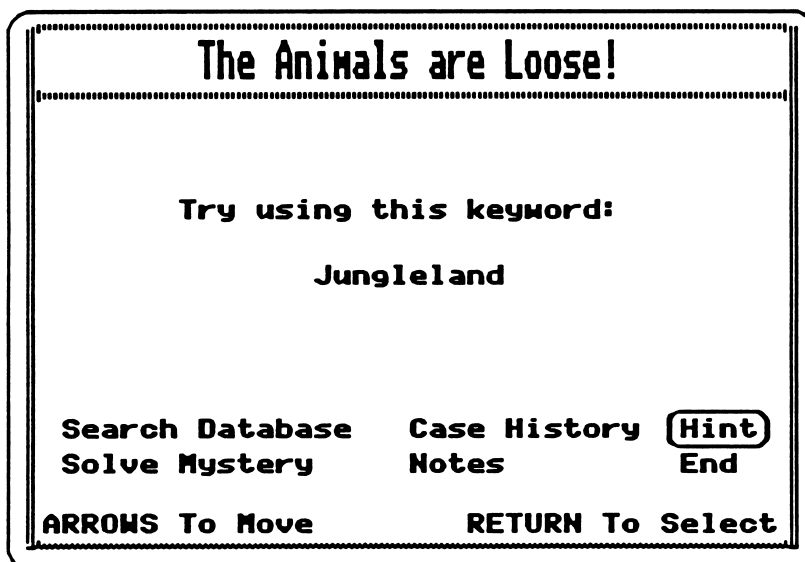 The Animals are Loose!
Try using this keyword:
Jungleland
Search Database Case History Hint
Solve Mystery Notes End
ARROWS To Move RETURN To Select